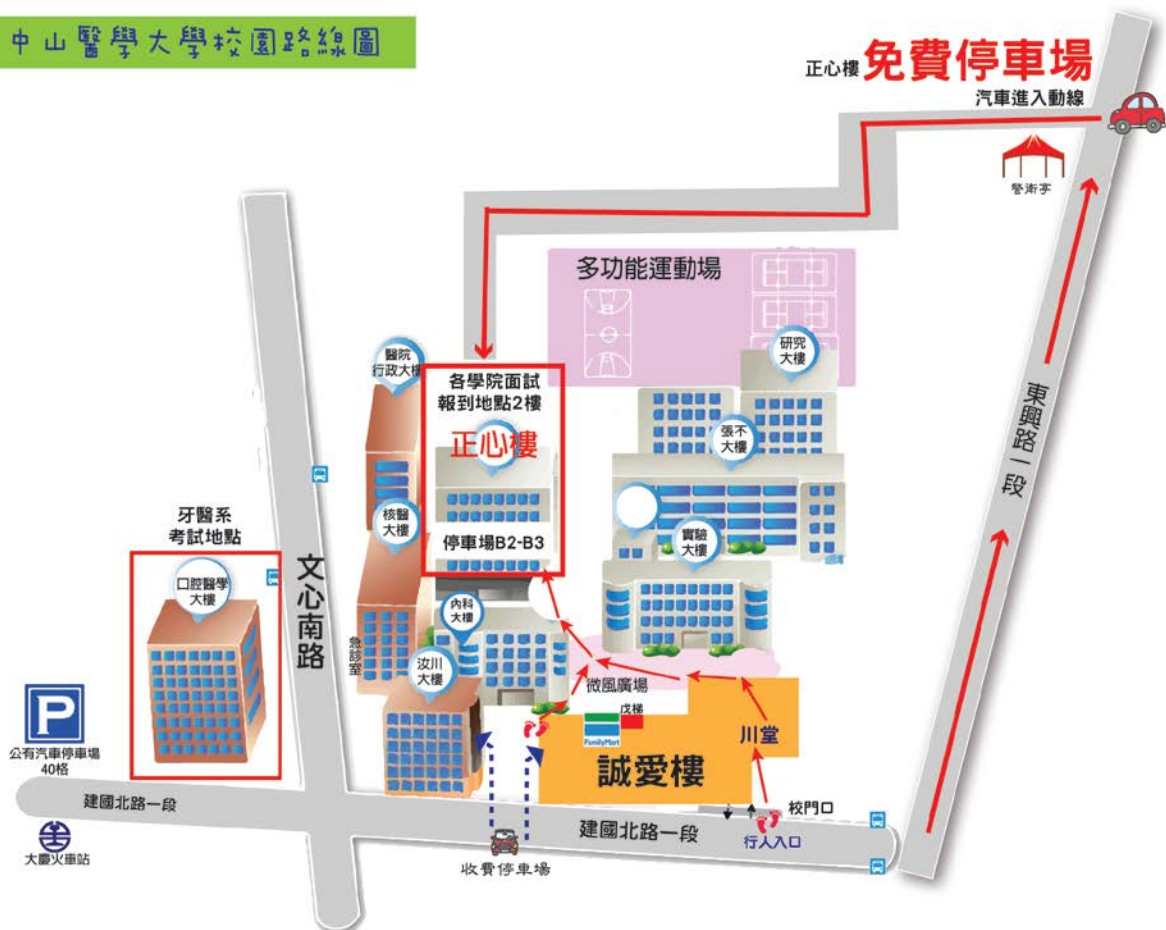 中山醫學大學校園路線圖
正心樓 免費停車場
汽車進入動線
警衛亭
多功能運動場
研究
大樓
醫院
行政大樓
各學院面試
報到地點2樓
正心樓
張不
大樓
東興路一段
核醫
大樓
停車場B2-B3
實驗
大樓
牙醫系
考試地點
口腔醫學
大樓
文心南路
內科
大樓
急診室
汝川
大樓
微風廣場
戊梯
FamilyMart
川堂
誠愛樓
P
公有汽車停車場
40格
建國北路一段
大慶火車站
收費停車場
建國北路一段
校門口
行人入口